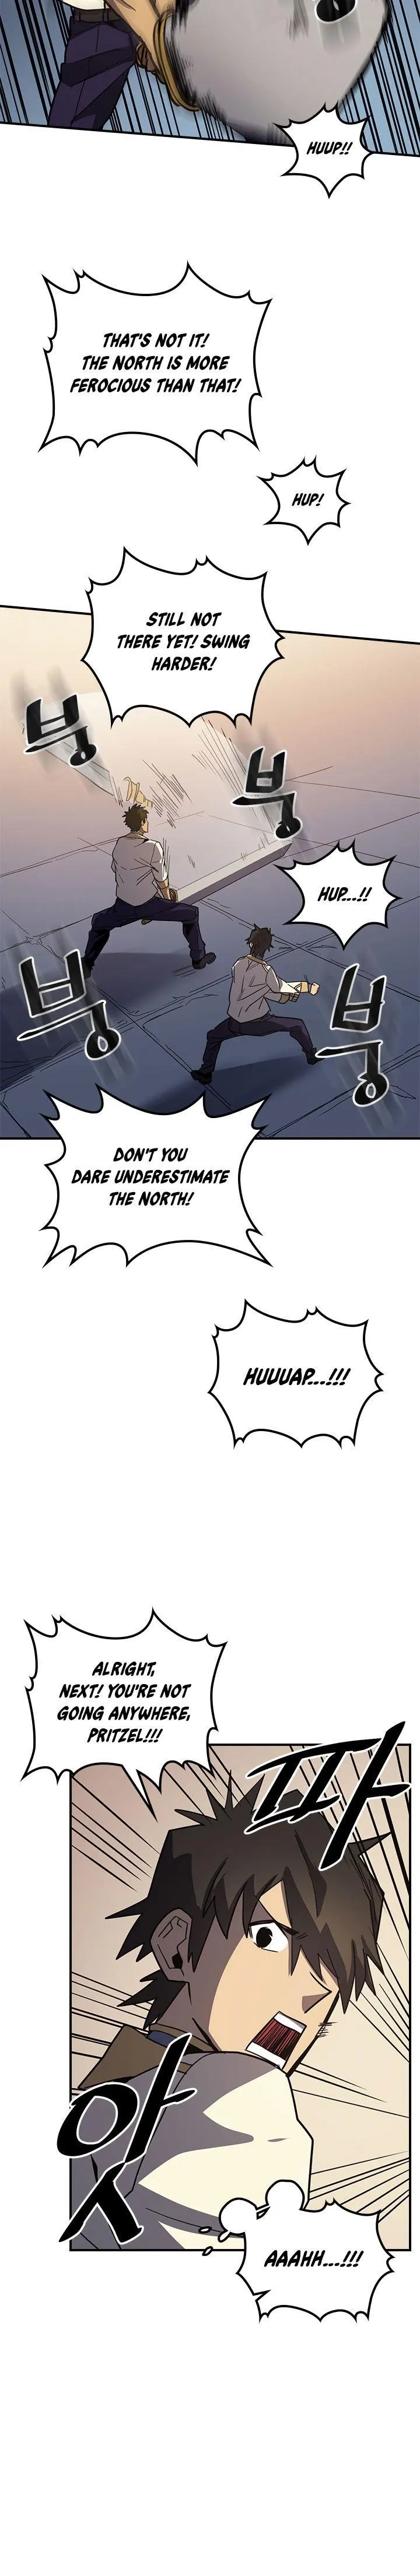 HUUP!!
THAT'S NOT IT!
THE NORTH IS MORE
FEROCIOUS THAN THAT!
HUP!
STILL NOT
THERE YET! SWING
HARDER!
붕
붕
HUP...!!
붕
붕
DON'T YOU
DARE UNDERESTIMATE
THE NORTH!
HUUUAP...!!!
ALRIGHT,
NEXT! YOU'RE NOT
GOING ANYWHERE,
PRITZEL!!!
파
앗
AAAHH...!!!